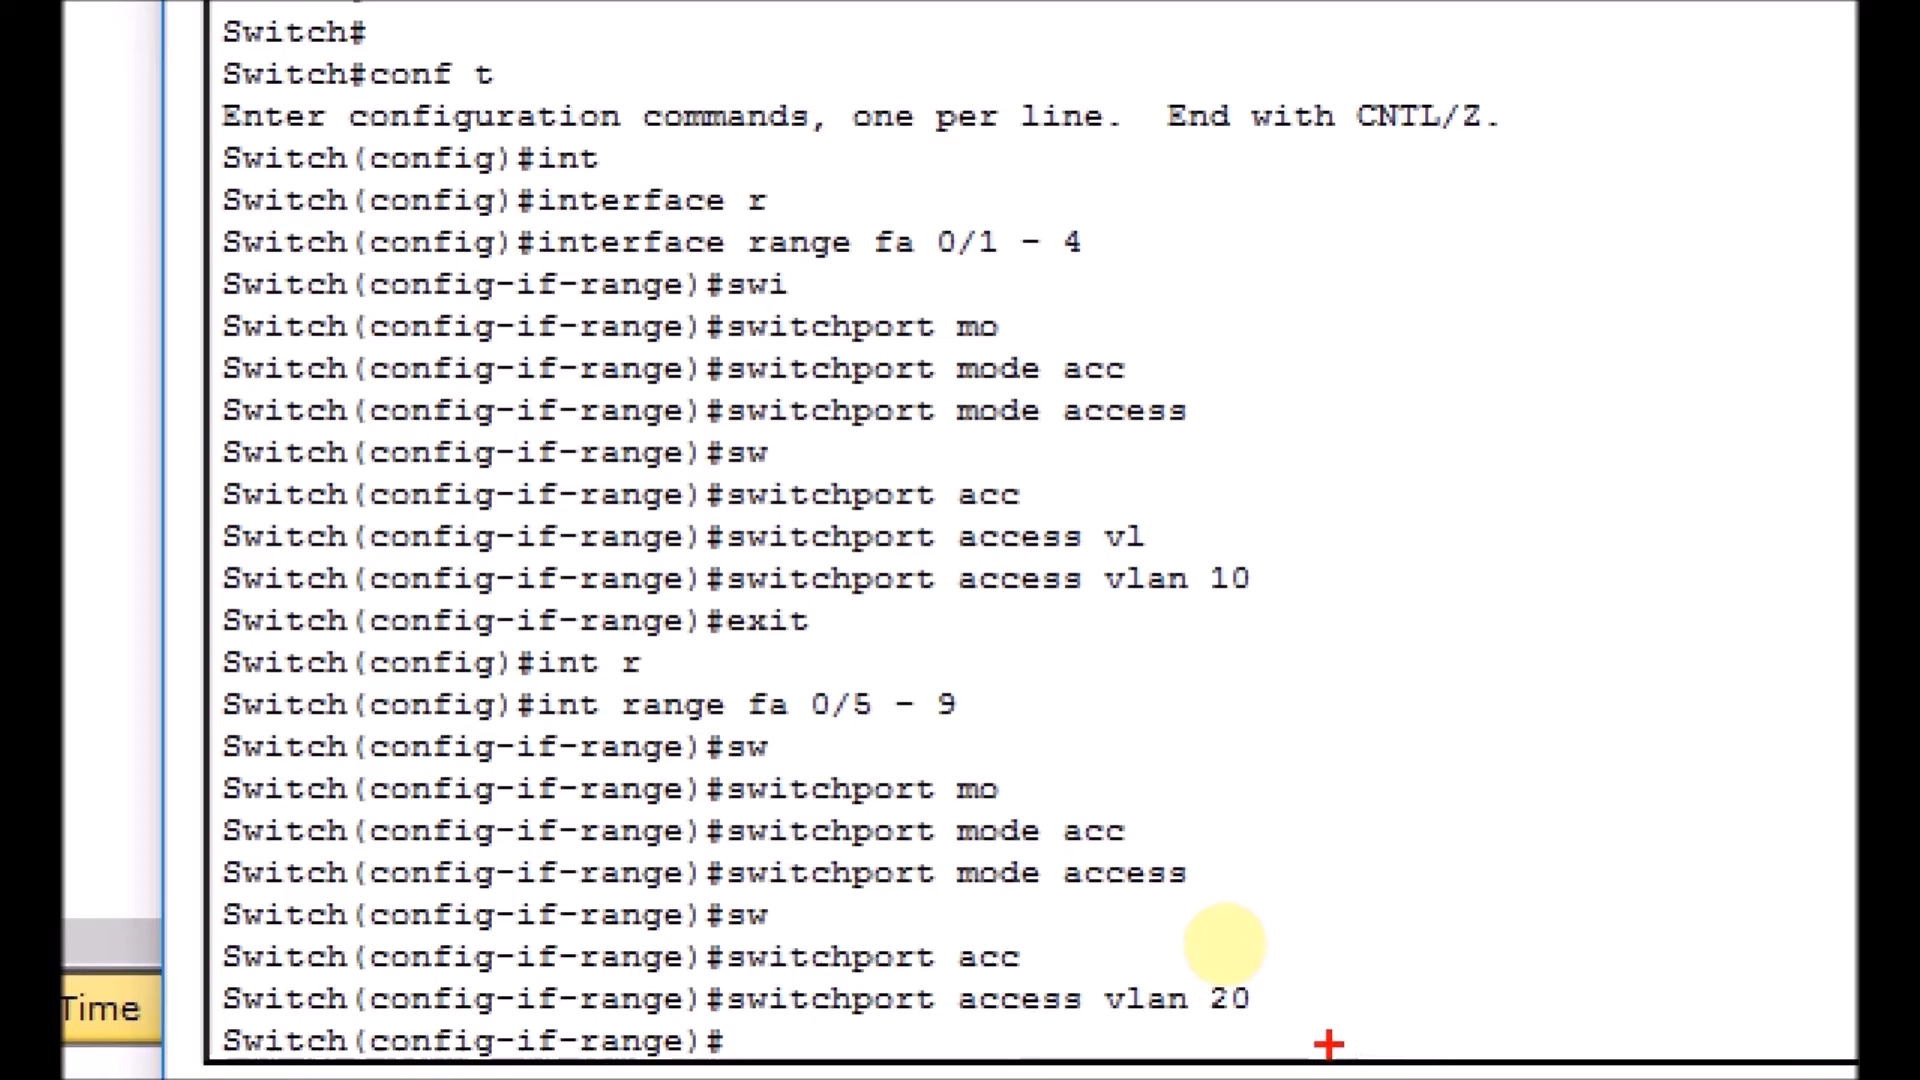 Switch#
Switch#conf t
Enter configuration commands, one per line.  End with CNTL/Z.
Switch(config)#int
Switch(config)#interface r
Switch(config)#interface range fa 0/1 - 4
Switch(config-if-range)#swi
Switch(config-if-range)#switchport mo
Switch(config-if-range)#switchport mode acc
Switch(config-if-range)#switchport mode access
Switch(config-if-range)#sw
Switch(config-if-range)#switchport acc
Switch(config-if-range)#switchport access vl
Switch(config-if-range)#switchport access vlan 10
Switch(config-if-range)#exit
Switch(config)#int r
Switch(config)#int range fa 0/5 - 9
Switch(config-if-range)#sw
Switch(config-if-range)#switchport mo
Switch(config-if-range)#switchport mode acc
Switch(config-if-range)#switchport mode access
Switch(config-if-range)#sw
Switch(config-if-range)#switchport acc
Switch(config-if-range)#switchport access vlan 20
Switch(config-if-range)#
Time